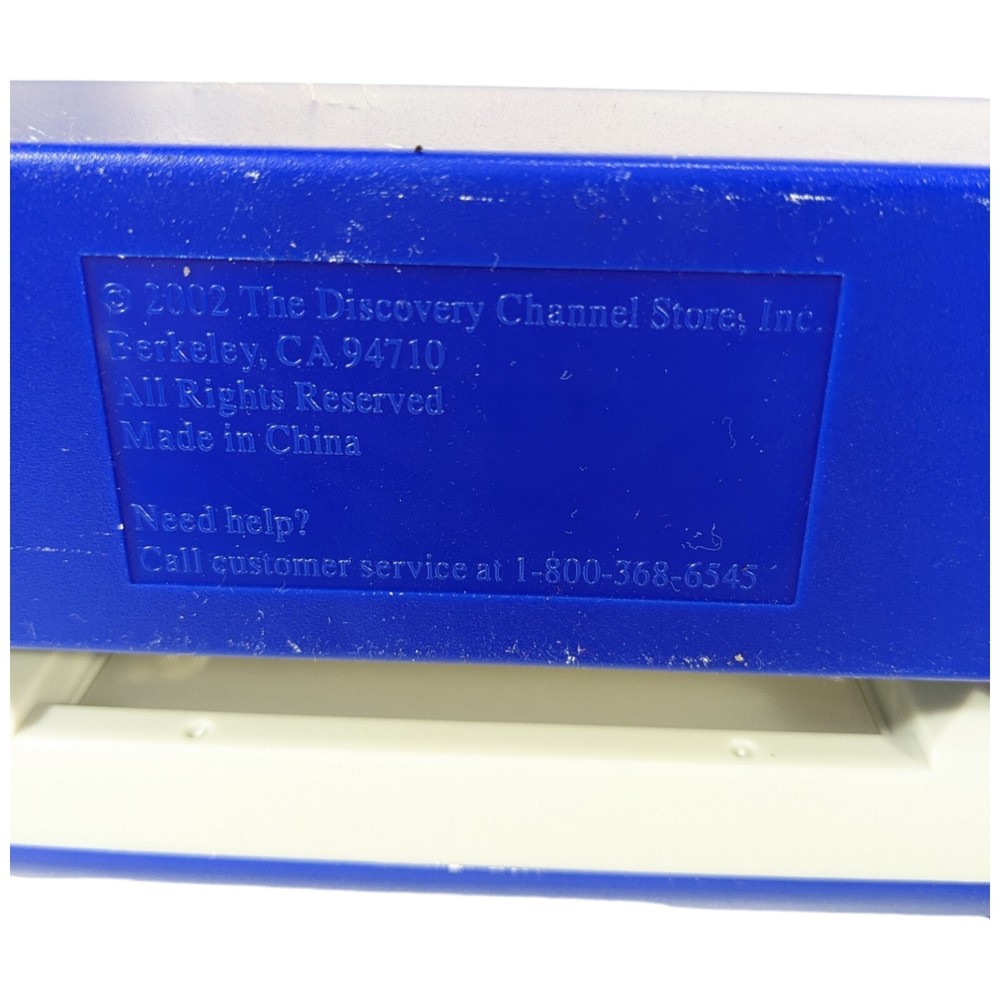 © 2002 The Discovery Channel Store, Inc.
Berkeley, CA 94710
All Rights Reserved
Made in China
Need help?
Call customer service at 1-800-368-6545